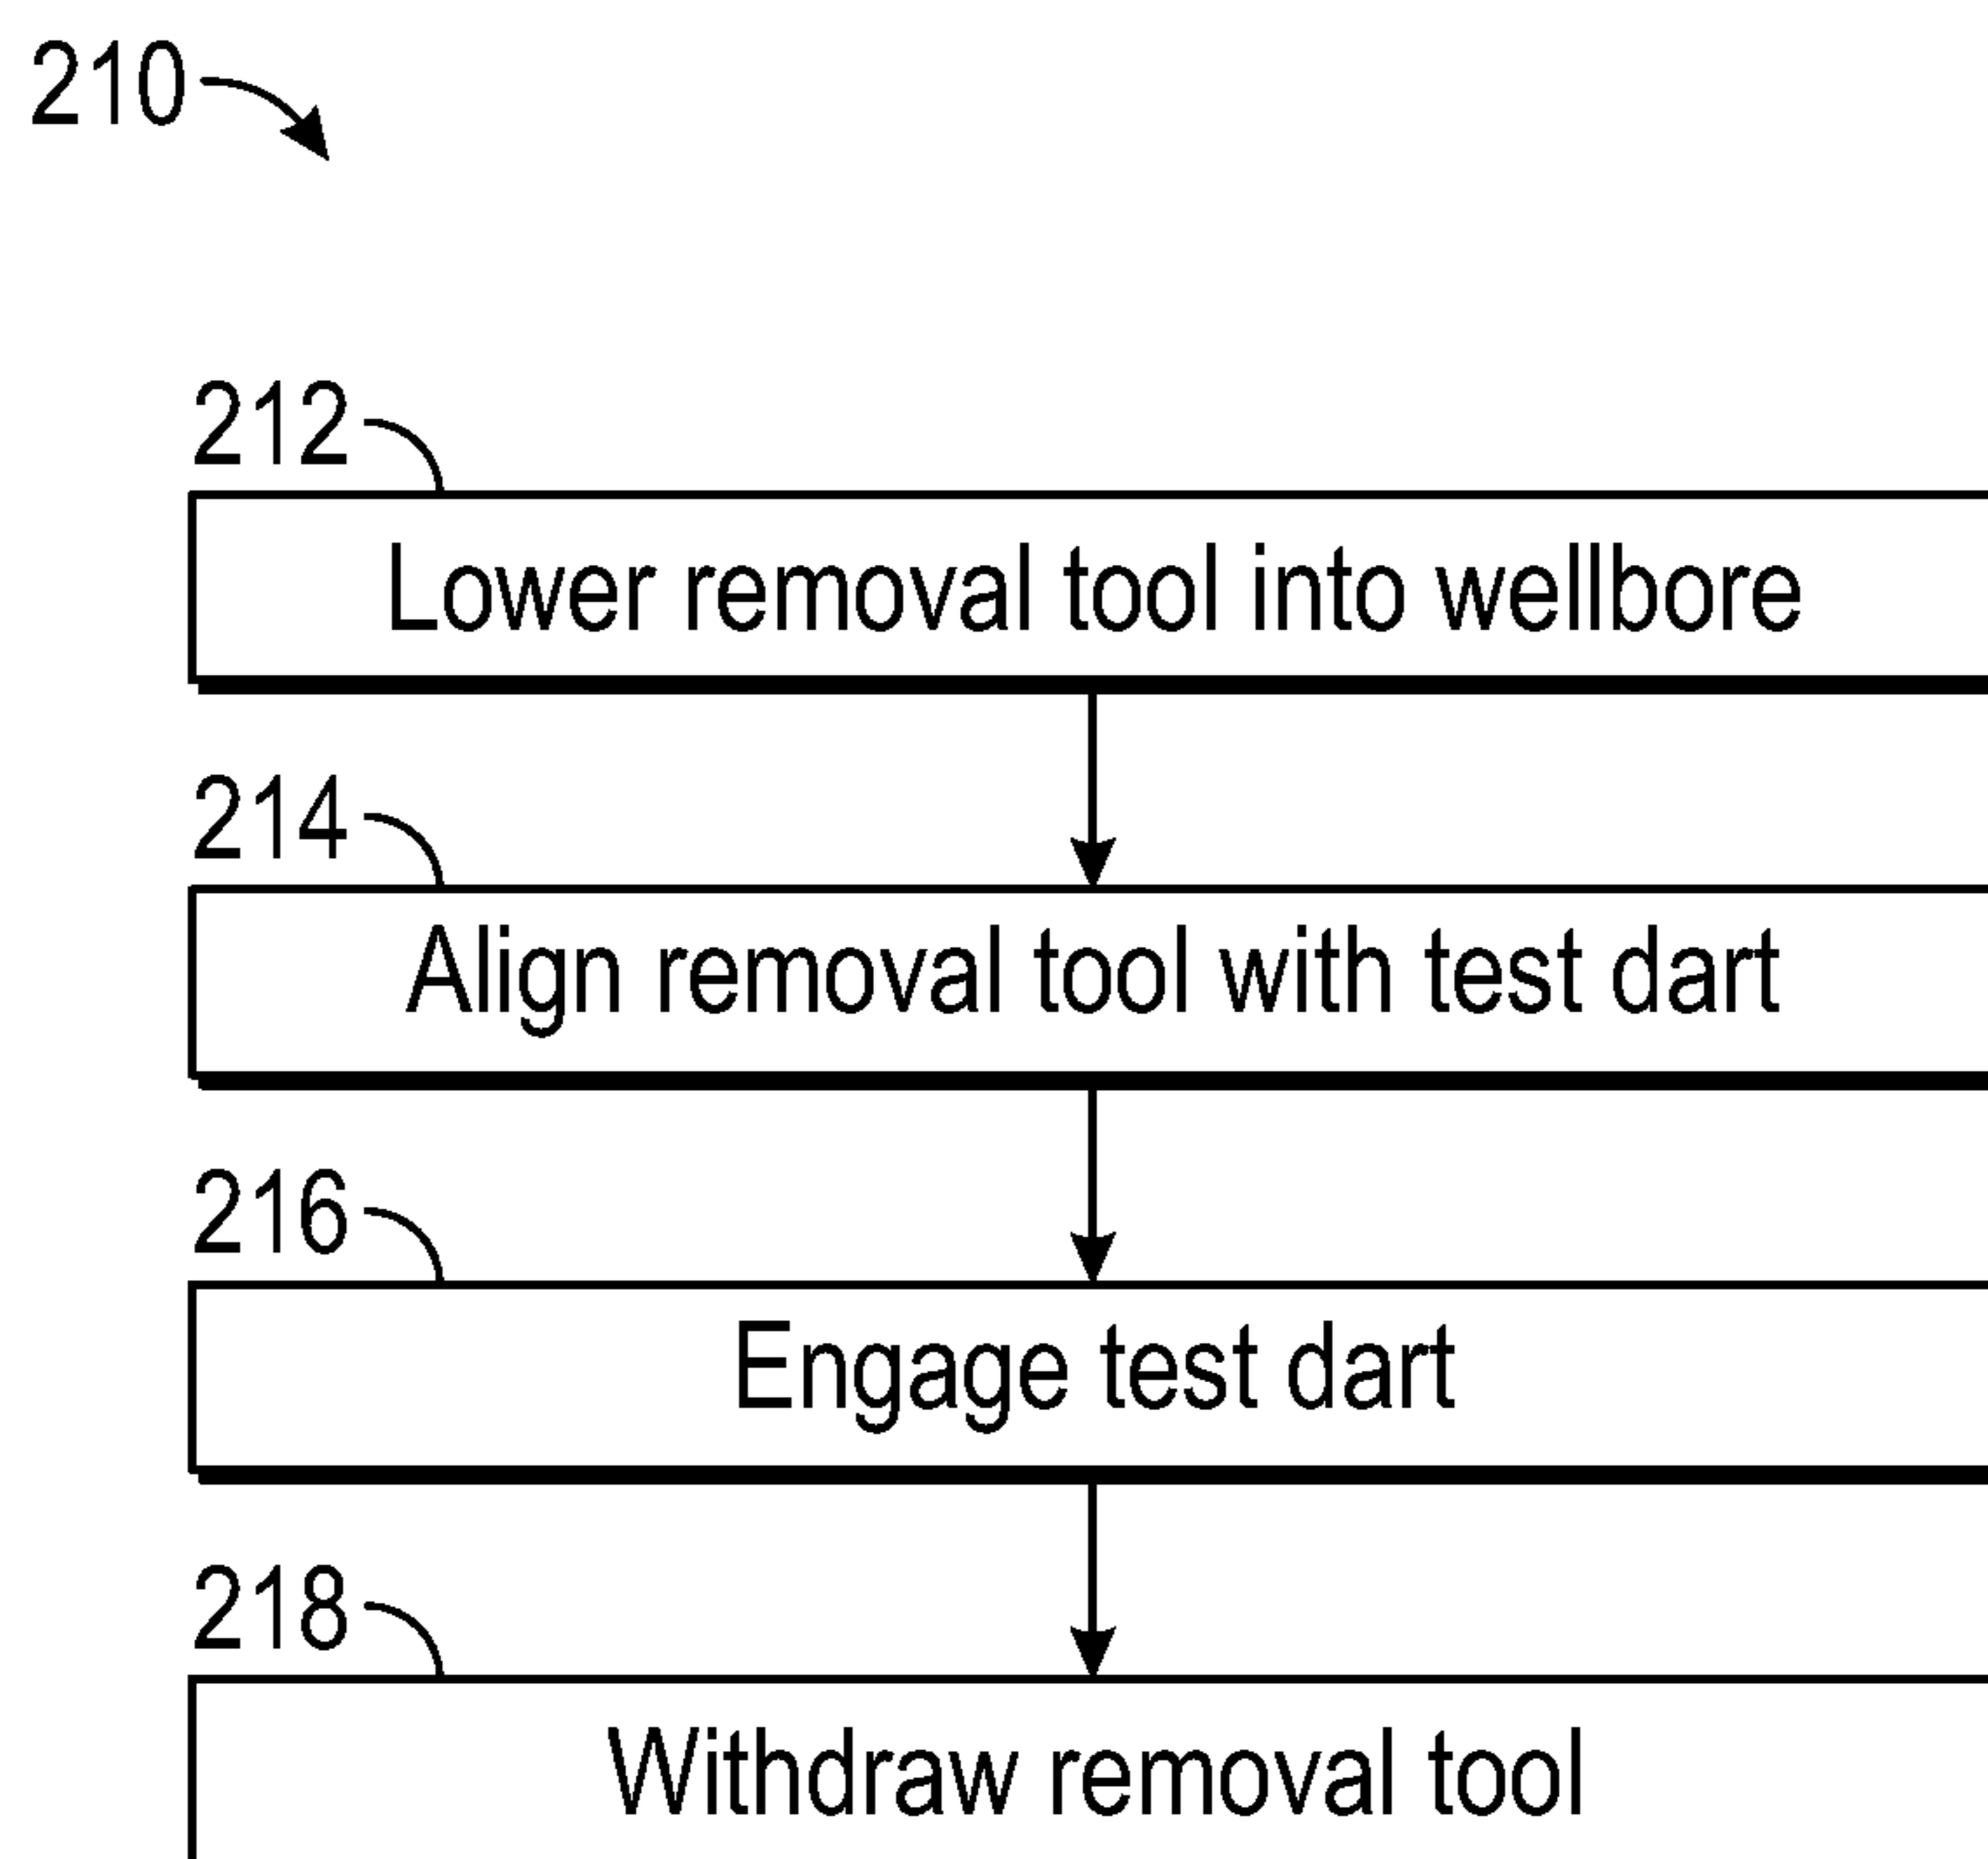 210
212
Lower removal tool into wellbore
214
Align removal tool with test dart
216
Engage test dart
218
Withdraw removal tool